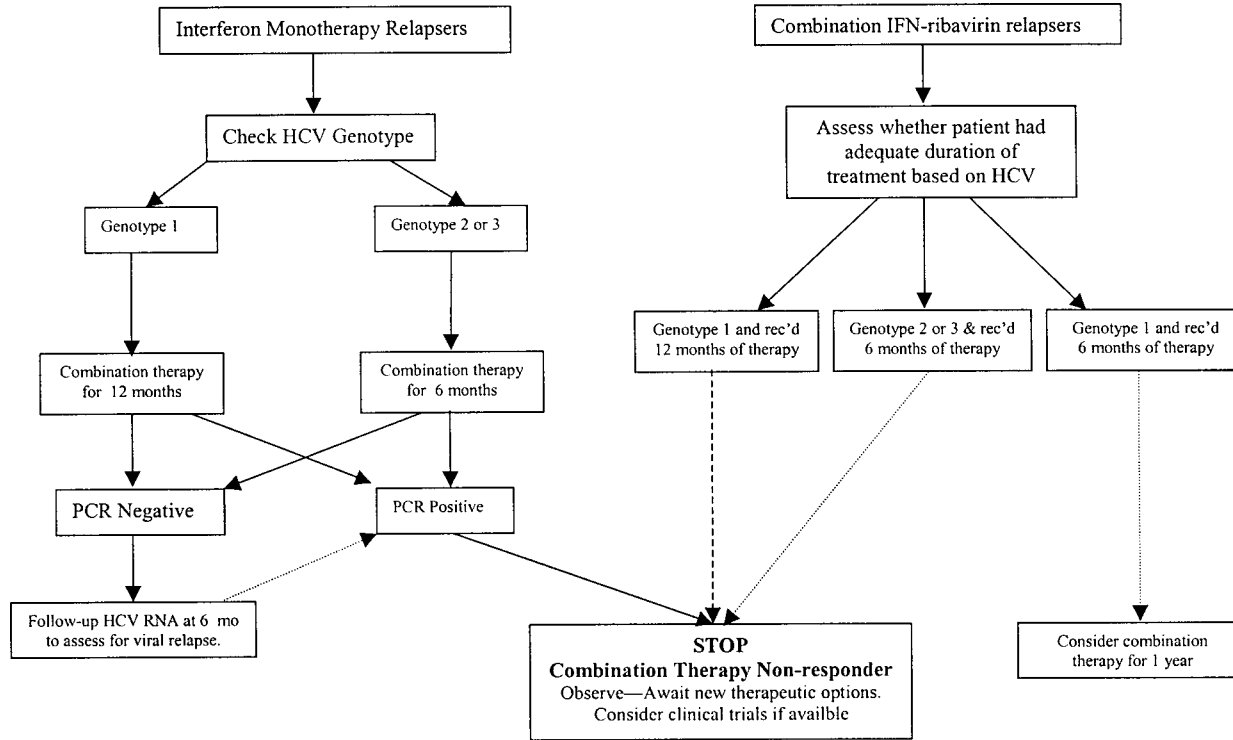 Interferon Monotherapy Relapsers
Check HCV Genotype
Genotype 1
Genotype 2 or 3
Combination therapy
for 12 months
Combination therapy
for 6 months
PCR Negative
PCR Positive
Follow-up HCV RNA at 6 mo
to assess for viral relapse.
Combination IFN-ribavirin relapsers
Assess whether patient had
adequate duration of
treatment based on HCV
Genotype 1 and rec'd
12 months of therapy
Genotype 2 or 3 & rec'd
6 months of therapy
Genotype 1 and rec'd
6 months of therapy
STOP
Combination Therapy Non-responder
Observe—Await new therapeutic options.
Consider clinical trials if availble
Consider combination
therapy for 1 year